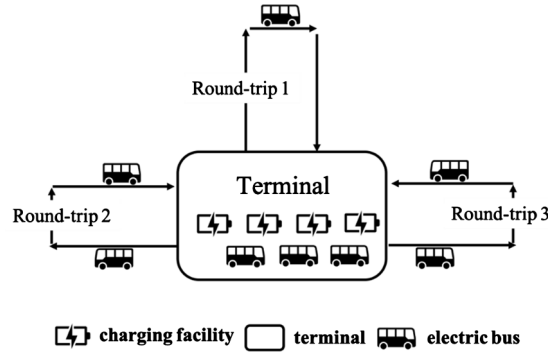 Round-trip 1
Terminal
Round-trip 2
Round-trip 3
charging facility
terminal
electric bus